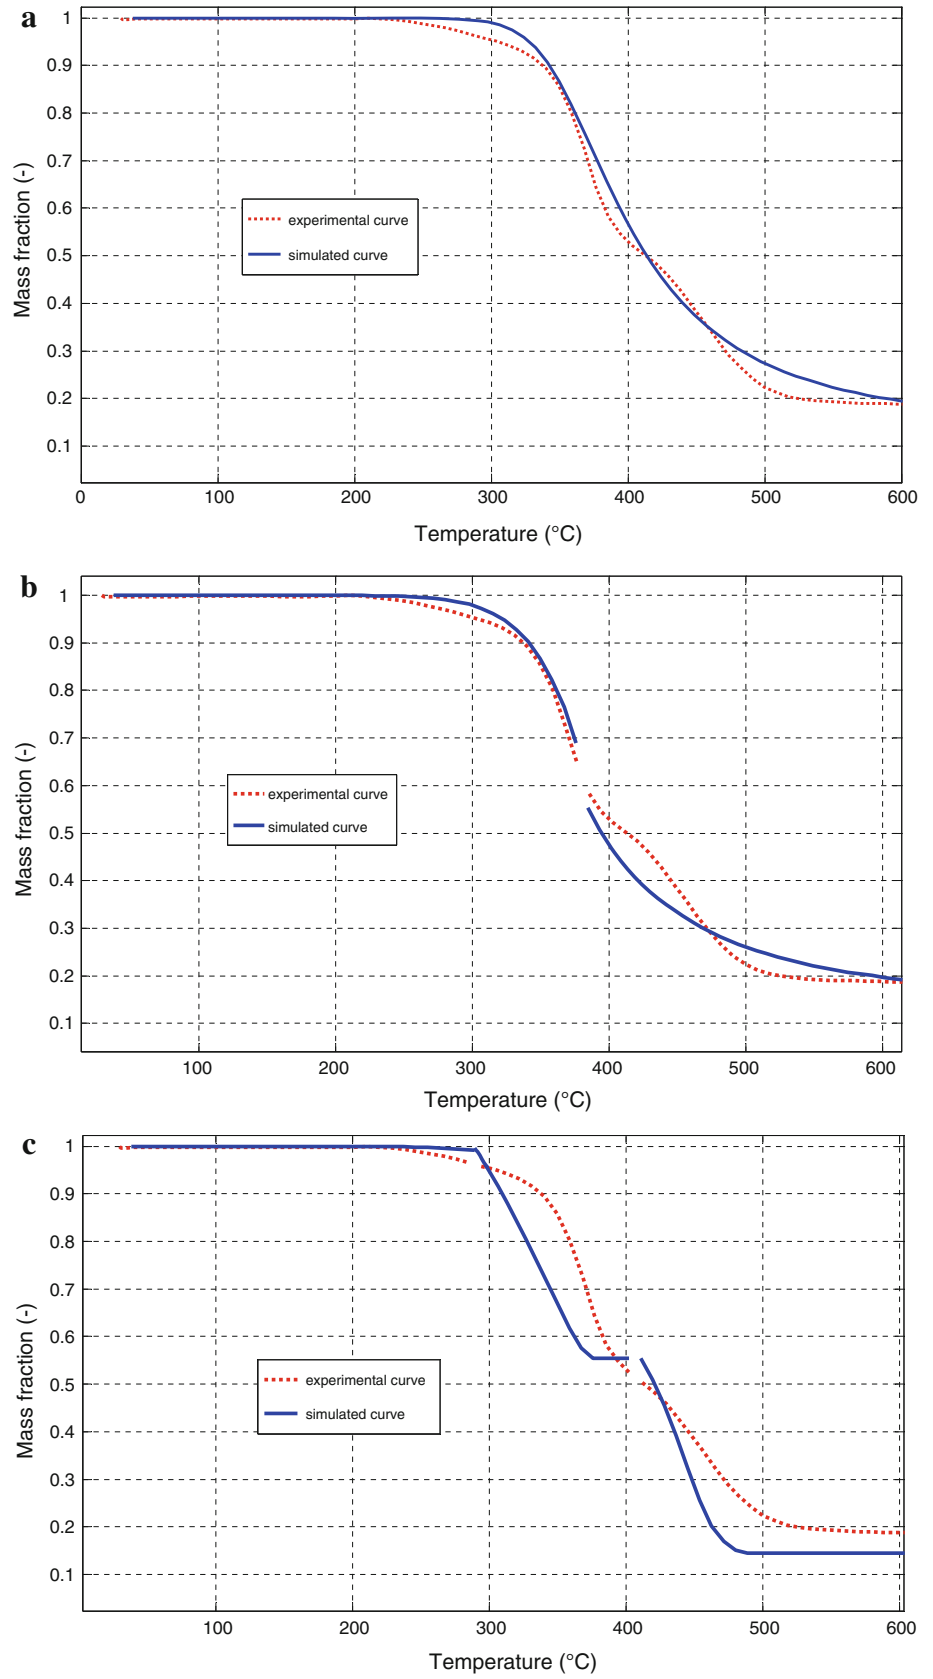 a
1
0.9
0.8
0.7
0.6
0.5
0.4
0.3
0.2
0.1
Mass fraction (-)
experimental curve
simulated curve
0 100 200 300 400 500 600
Temperature (°C)
b
1
0.9
0.8
0.7
0.6
0.5
0.4
0.3
0.2
0.1
Mass fraction (-)
experimental curve
simulated curve
100 200 300 400 500 600
Temperature (°C)
c
1
0.9
0.8
0.7
0.6
0.5
0.4
0.3
0.2
0.1
Mass fraction (-)
experimental curve
simulated curve
100 200 300 400 500 600
Temperature (°C)